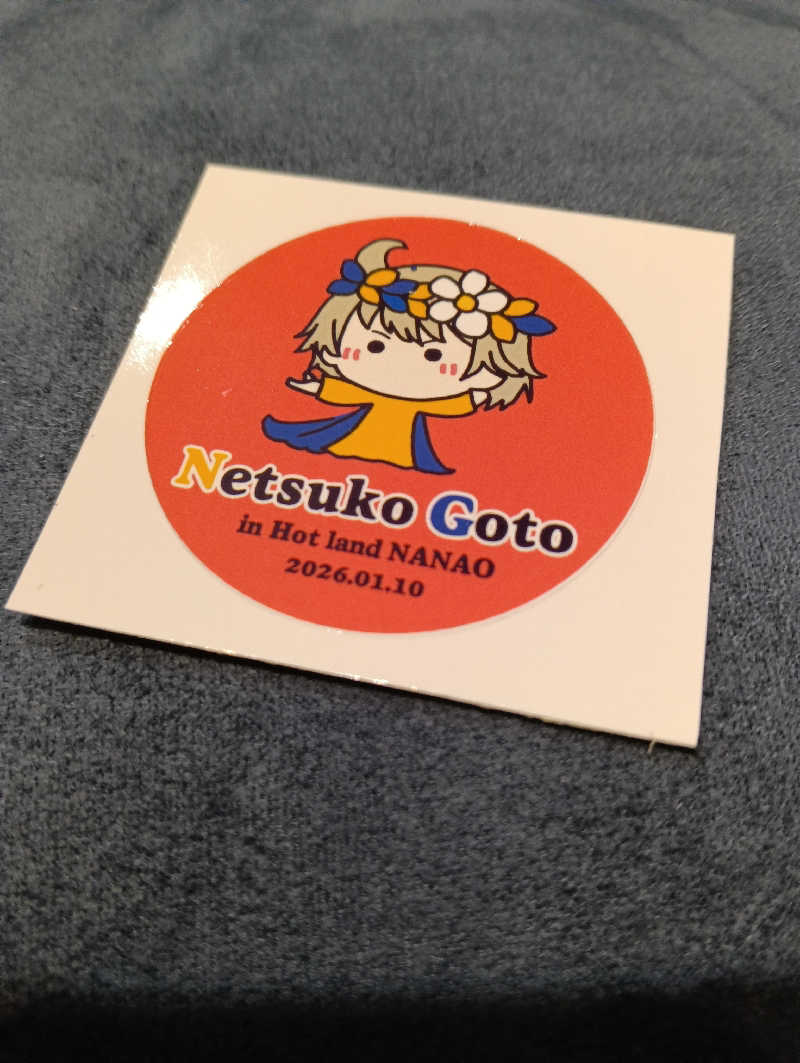 Netsuko Goto
in Hot land NANAO
2026.01.10